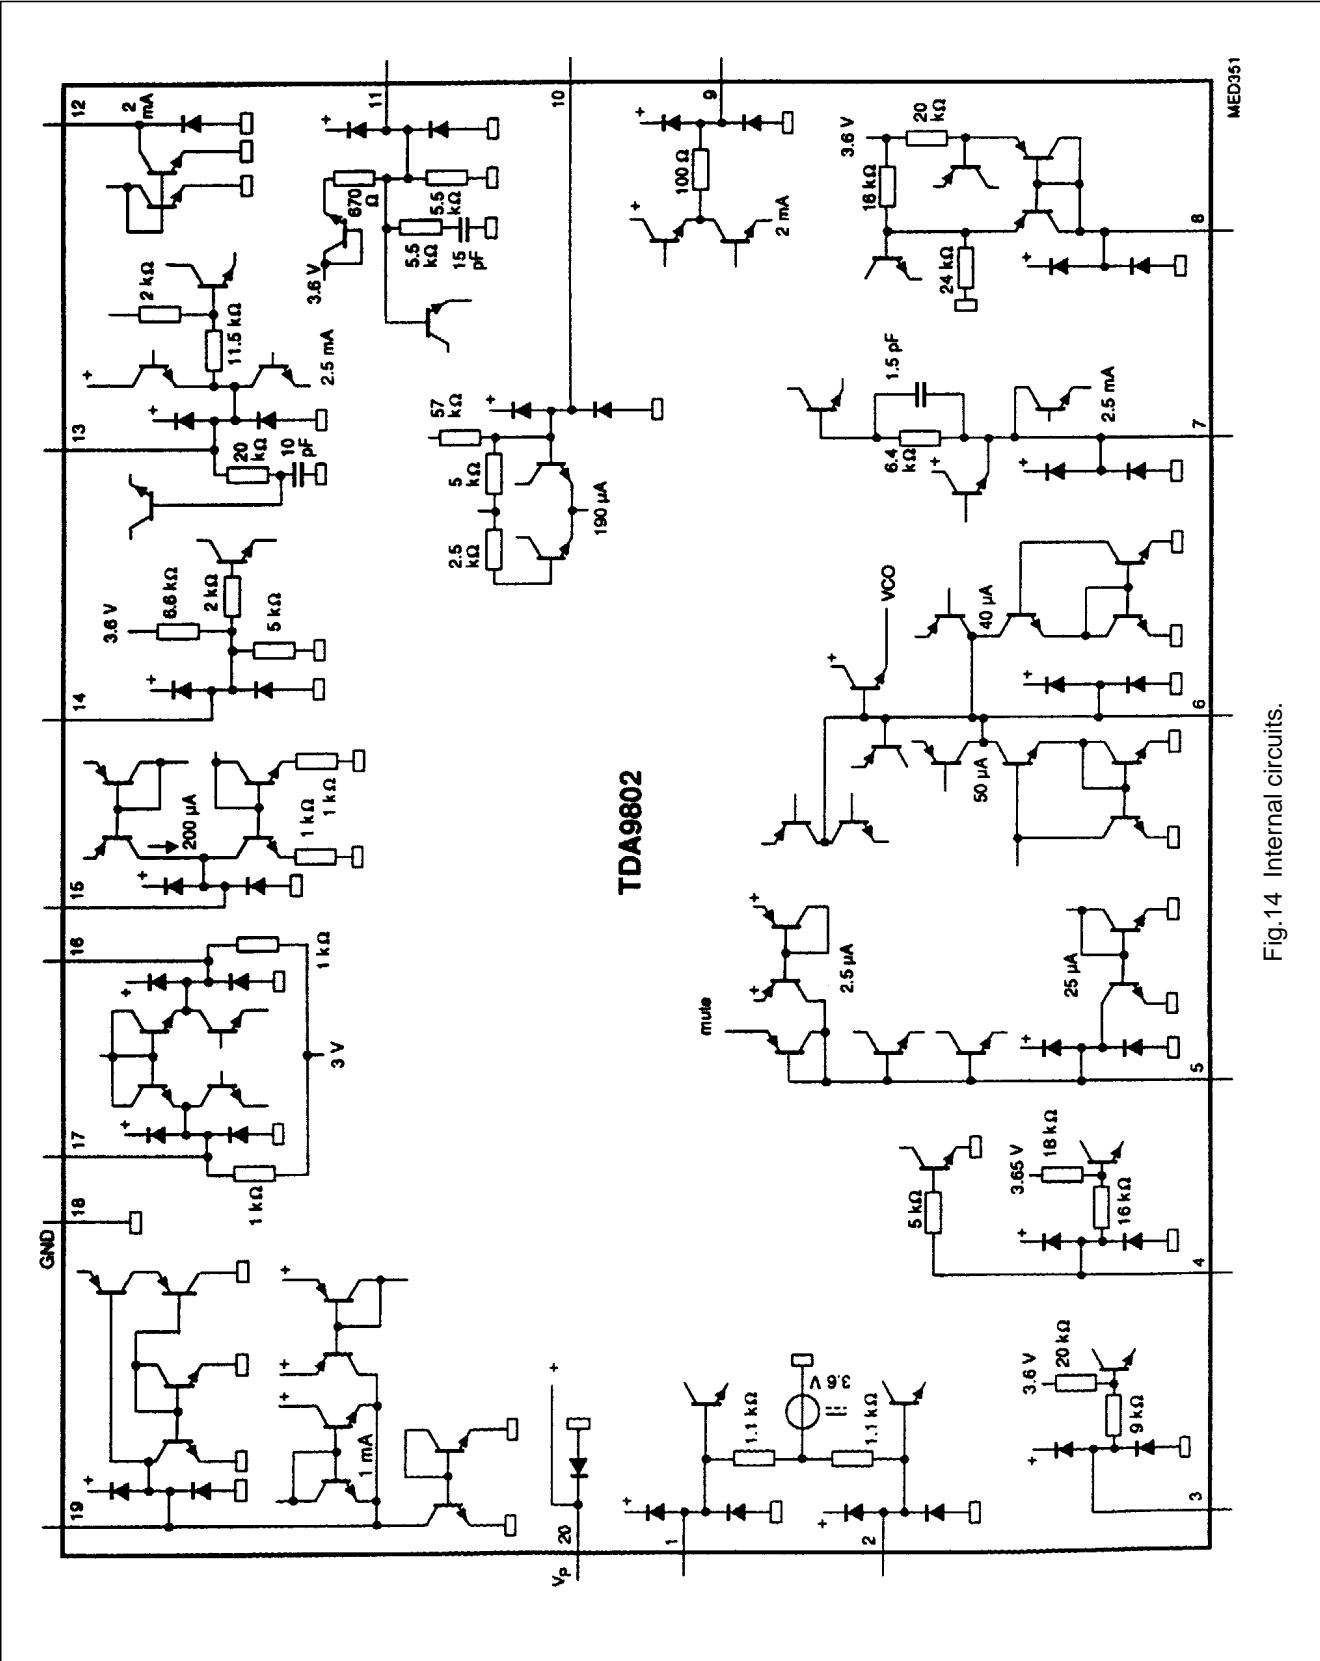 12
2
mA
+
11
10
9
MED351
13
2 kΩ
11.5 kΩ
2.5 mA
+
+
20
kΩ
10
pF
3.6 V
670
Ω
5.5
kΩ
5.5
kΩ
15
pF
+
100 Ω
+
2 mA
3.6 V
20
kΩ
16 kΩ
24 kΩ
+
8
57
kΩ
+
5
kΩ
2.5
kΩ
190 µA
1.5 pF
6.4
kΩ
+
2.5 mA
+
7
14
3.6 V
6.6 kΩ
2 kΩ
5 kΩ
+
VCO
+
40 µA
50 µA
+
6
15
200 µA
1 kΩ
1 kΩ
+
TDA9802
16
1 kΩ
+
3 V
+
17
1 kΩ
mute
+
+
2.5 µA
25 µA
+
5
GND
18
5 kΩ
3.65 V
18 kΩ
16 kΩ
+
4
19
+
+
+
+
1 mA
VP
20
+
1
+
1.1 kΩ
3.6 V
1.1 kΩ
2
+
3.6 V
20 kΩ
9 kΩ
+
3
Fig.14 Internal circuits.